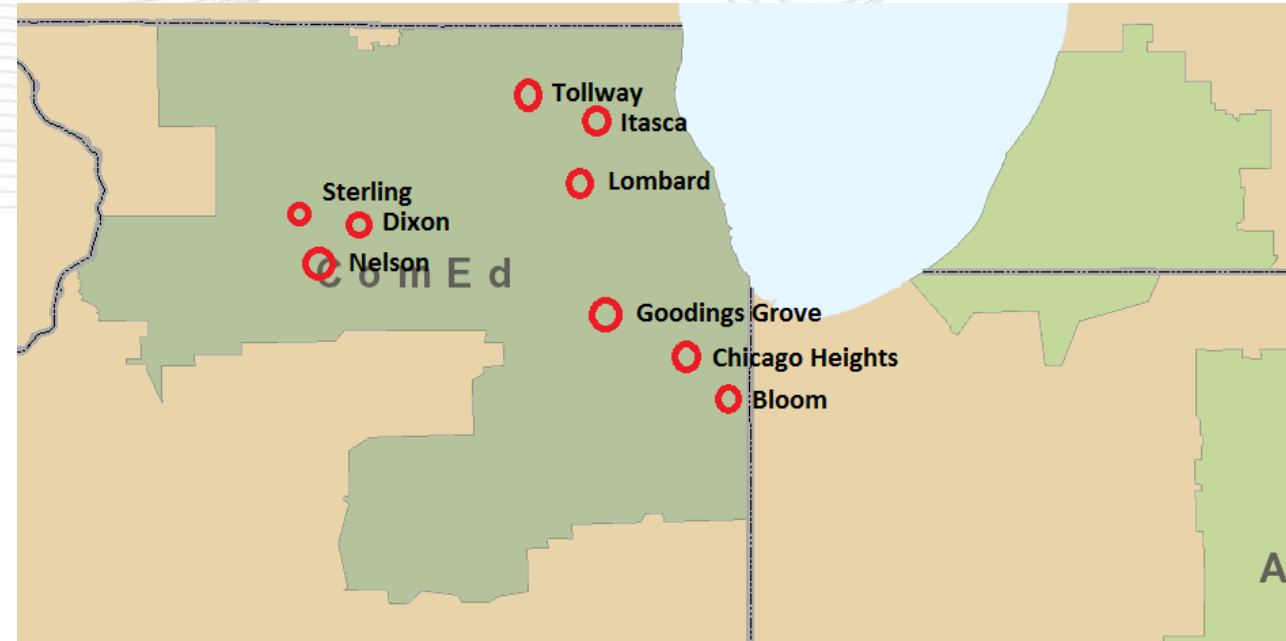 Tollway
Itasca
Lombard
Sterling
Dixon
Nelson
ComEd
Goodings Grove
Chicago Heights
Bloom
A